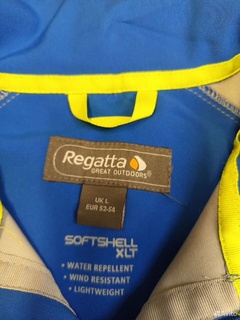 Regatta
GREAT OUTDOORS
UK L
EUR 52-54
SOFTSHELL
XLT
• WATER REPELLENT
• WIND RESISTANT
• LIGHTWEIGHT